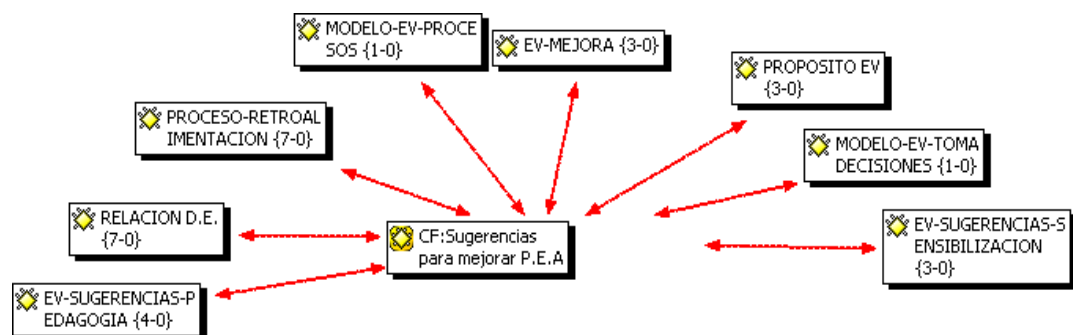 MODELO-EV-PROCE
SOS {1-0}
EV-MEJORA {3-0}
PROPOSITO EV
{3-0}
PROCESO-RETROAL
IMENTACION {7-0}
MODELO-EV-TOMA
DECISIONES {1-0}
RELACION D.E.
{7-0}
CF:Sugerencias
para mejorar P.E.A
EV-SUGERENCIAS-S
ENSIBILIZACION
{3-0}
EV-SUGERENCIAS-P
EDAGOGIA {4-0}